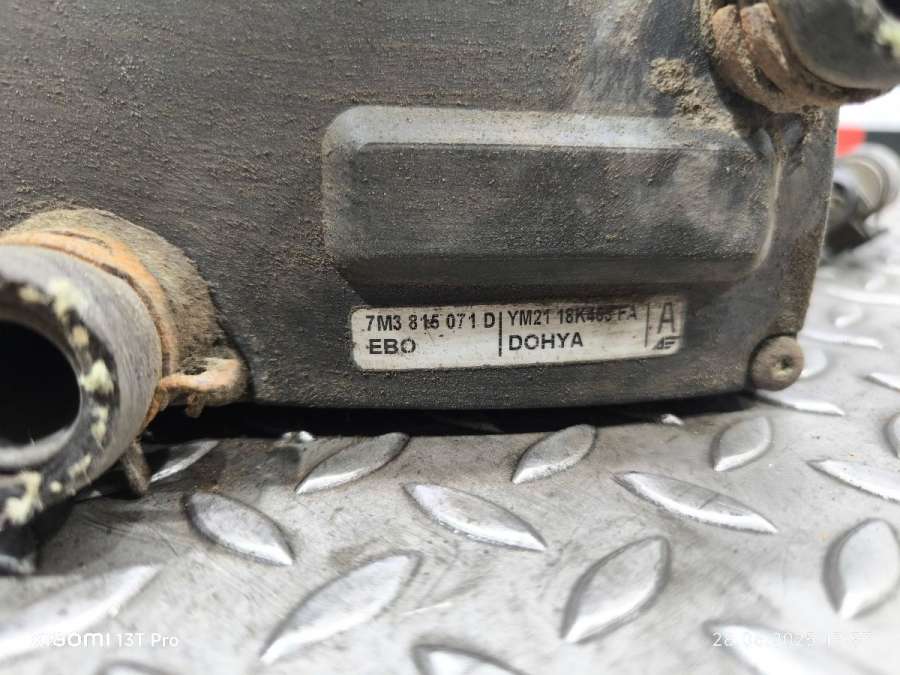 7M3 815 071 D YM21 18K463 FA A
EBO DOHYA
XIAOMI 13T Pro